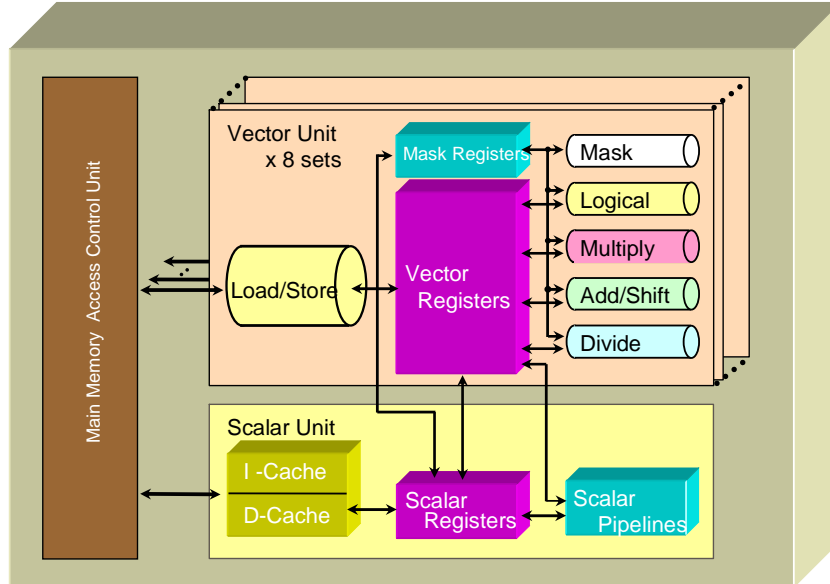 Main Memory Access Control Unit
Vector Unit
x 8 sets
Mask Registers
Mask
Logical
Multiply
Add/Shift
Divide
Load/Store
Vector
Registers
Scalar Unit
I -Cache
D-Cache
Scalar
Registers
Scalar
Pipelines